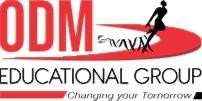 ODM
EDUCATIONAL GROUP
Changing your Tomorrow